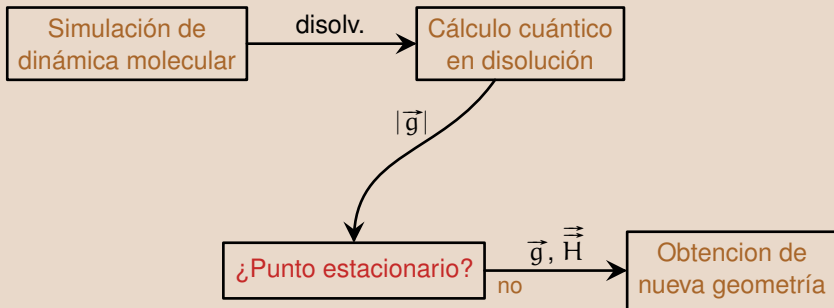 Simulación de
dinámica molecular
disolv.
Cálculo cuántico
en disolución
|g⃗|
¿Punto estacionario?
g⃗, H⃗⃗
no
Obtencion de
nueva geometría